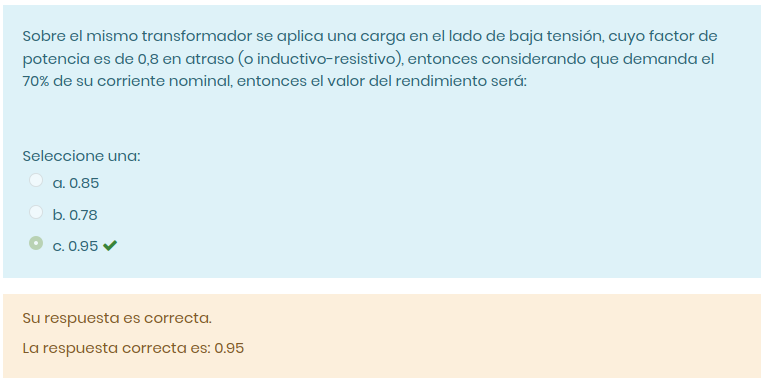 Sobre el mismo transformador se aplica una carga en el lado de baja tensión, cuyo factor de
potencia es de 0,8 en atraso (o inductivo-resistivo), entonces considerando que demanda el
70% de su corriente nominal, entonces el valor del rendimiento será:
Seleccione una:
a. 0.85
b. 0.78
c. 0.95
Su respuesta es correcta.
La respuesta correcta es: 0.95